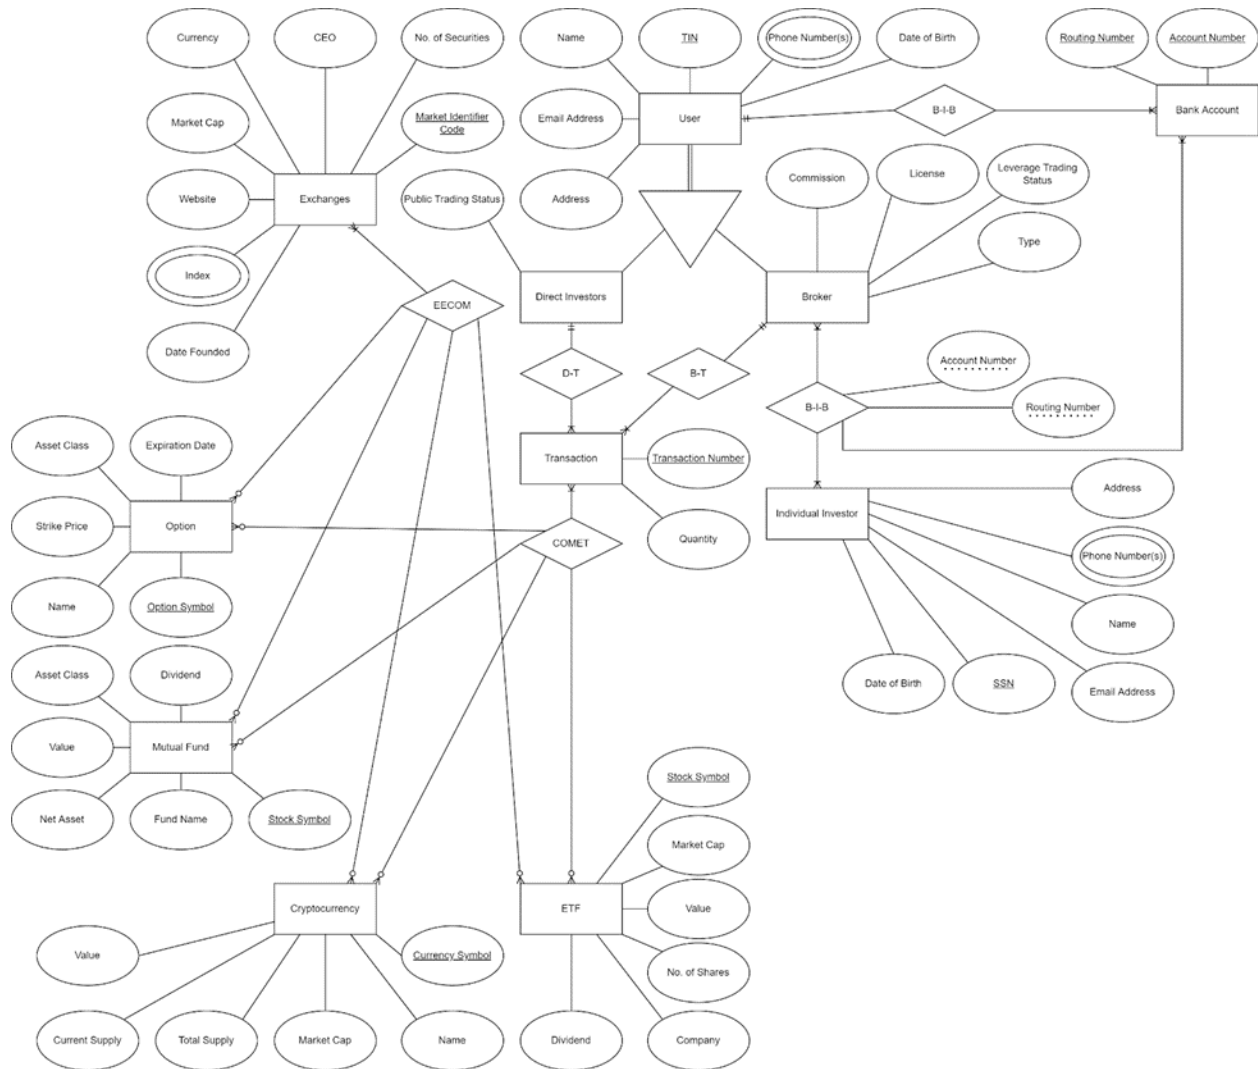 Currency
CEO
No. of Securities
Name
TIN
Phone Number(s)
Date of Birth
Routing Number
Account Number
Market Cap
Market Identifier
Code
Email Address
User
B-I-B
Bank Account
Website
Exchanges
Public Trading Status
Address
Commission
License
Leverage Trading
Status
Type
Index
EECOM
Direct Investors
Broker
Date Founded
D-T
B-T
B-I-B
Account Number
Routing Number
Asset Class
Expiration Date
Transaction
Transaction Number
Strike Price
Option
COMET
Quantity
Individual Investor
Address
Phone Number(s)
Name
Option Symbol
Name
Asset Class
Dividend
Date of Birth
SSN
Email Address
Value
Mutual Fund
Net Asset
Fund Name
Stock Symbol
Stock Symbol
Market Cap
Cryptocurrency
ETF
Value
Value
Currency Symbol
No. of Shares
Current Supply
Total Supply
Market Cap
Name
Dividend
Company